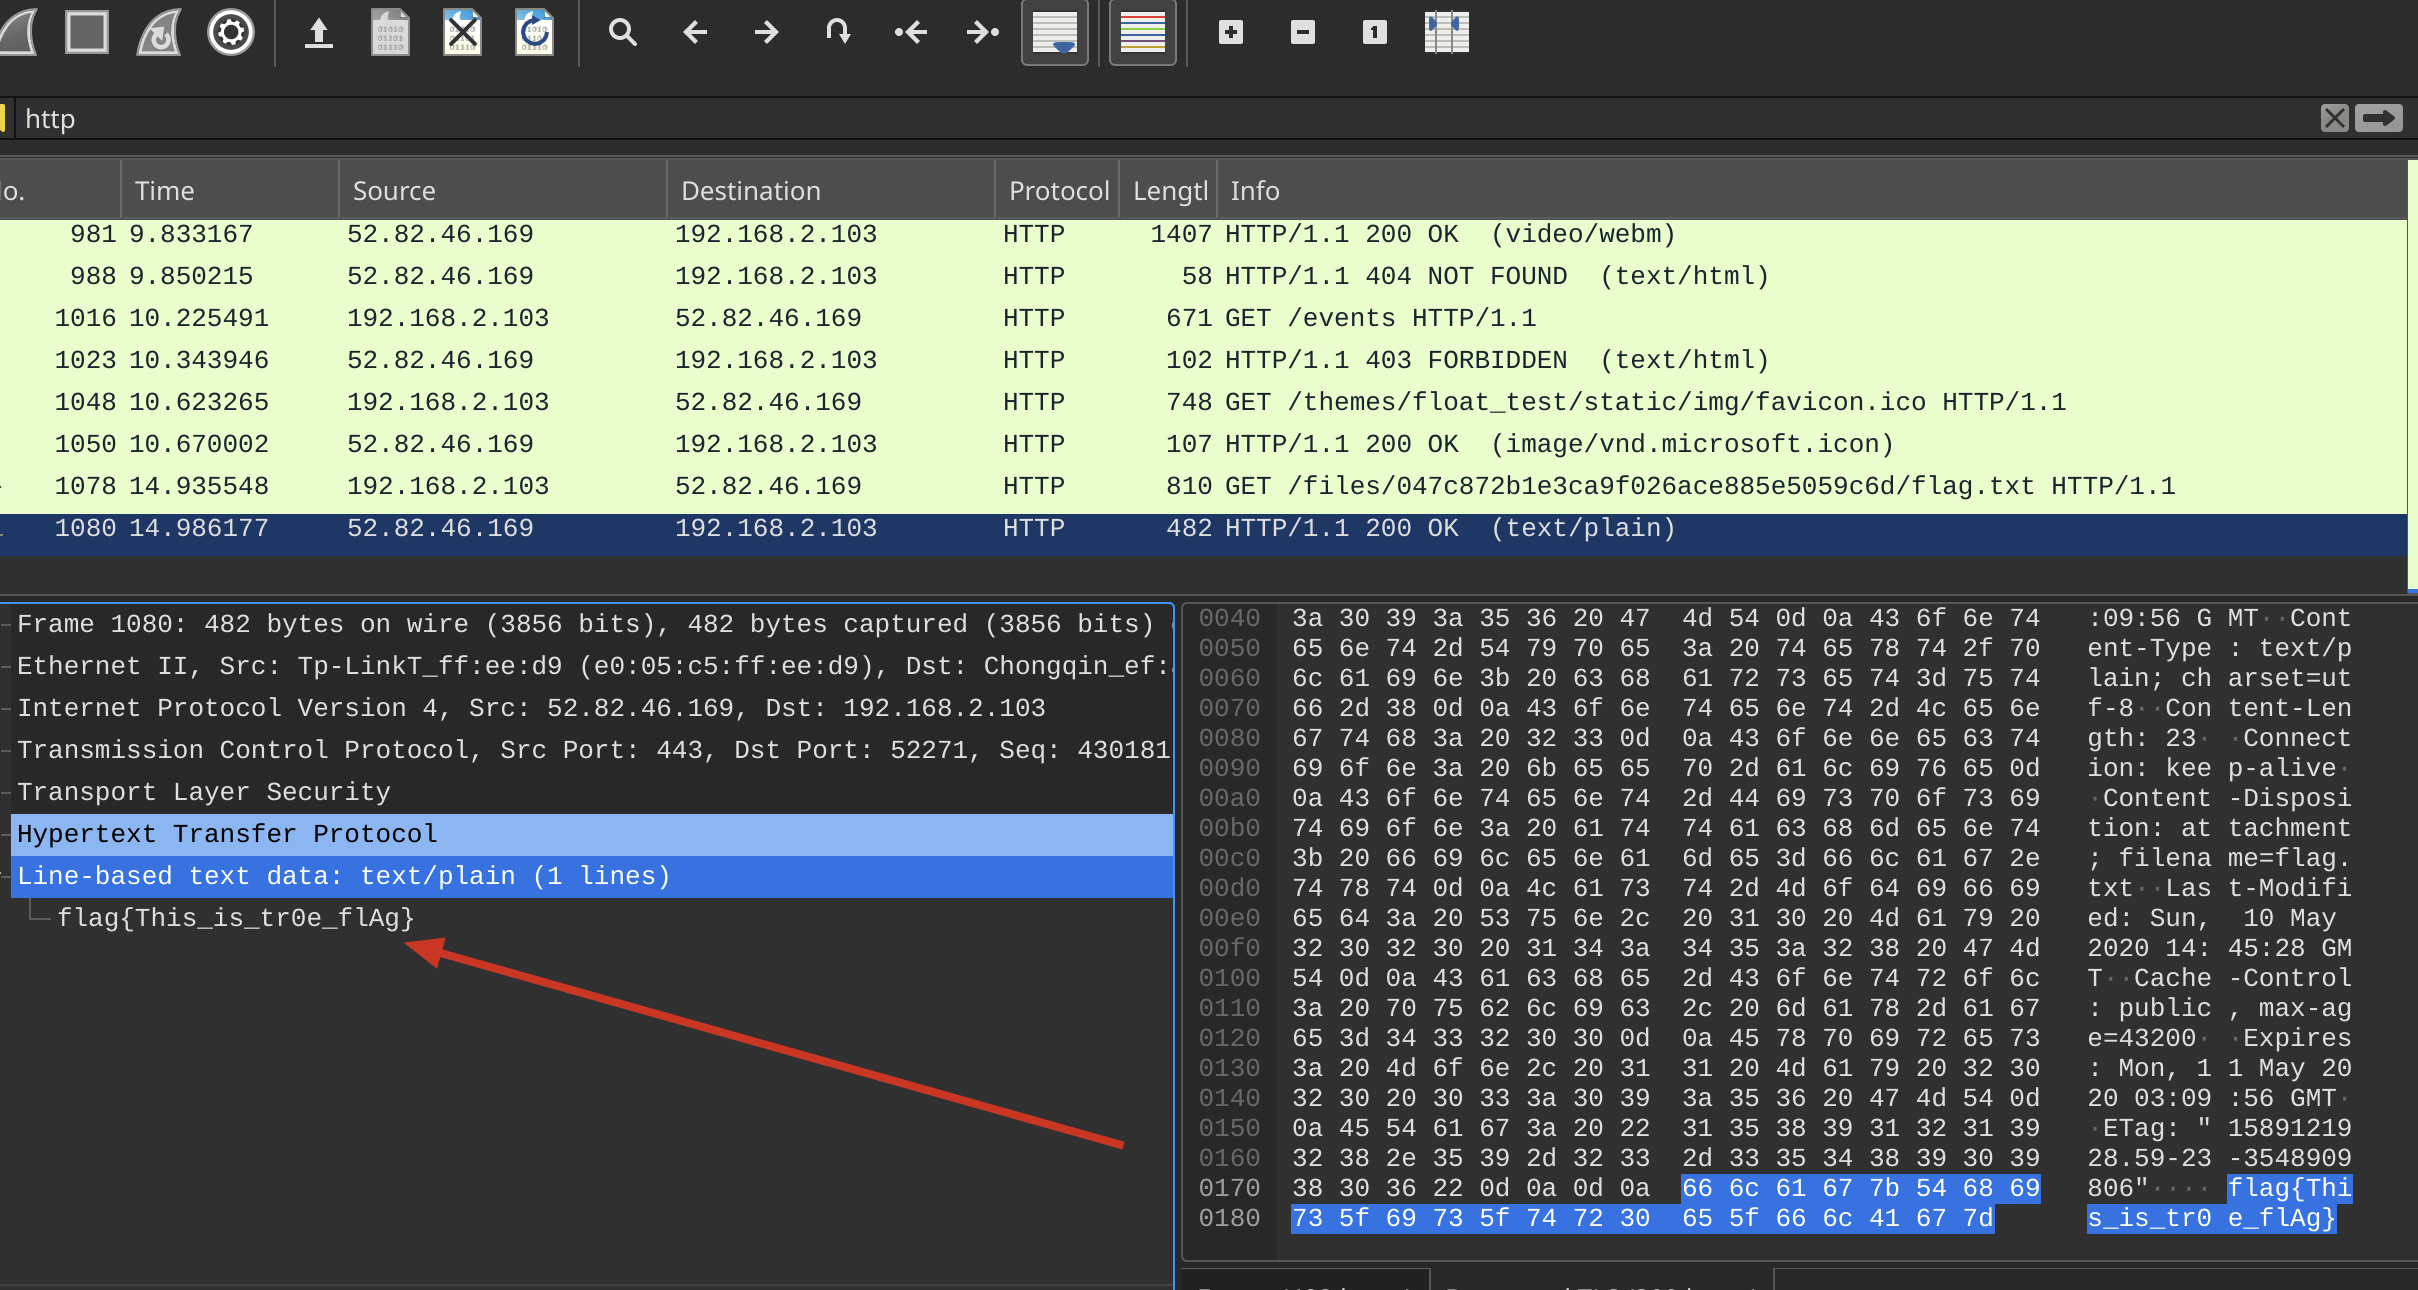 http
o. Time Source Destination Protocol Lengtl Info
981 9.833167 52.82.46.169 192.168.2.103 HTTP 1407 HTTP/1.1 200 OK (video/webm)
988 9.850215 52.82.46.169 192.168.2.103 HTTP 58 HTTP/1.1 404 NOT FOUND (text/html)
1016 10.225491 192.168.2.103 52.82.46.169 HTTP 671 GET /events HTTP/1.1
1023 10.343946 52.82.46.169 192.168.2.103 HTTP 102 HTTP/1.1 403 FORBIDDEN (text/html)
1048 10.623265 192.168.2.103 52.82.46.169 HTTP 748 GET /themes/float_test/static/img/favicon.ico HTTP/1.1
1050 10.670002 52.82.46.169 192.168.2.103 HTTP 107 HTTP/1.1 200 OK (image/vnd.microsoft.icon)
1078 14.935548 192.168.2.103 52.82.46.169 HTTP 810 GET /files/047c872b1e3ca9f026ace885e5059c6d/flag.txt HTTP/1.1
1080 14.986177 52.82.46.169 192.168.2.103 HTTP 482 HTTP/1.1 200 OK (text/plain)
Frame 1080: 482 bytes on wire (3856 bits), 482 bytes captured (3856 bits)
Ethernet II, Src: Tp-LinkT_ff:ee:d9 (e0:05:c5:ff:ee:d9), Dst: Chongqin_ef:
Internet Protocol Version 4, Src: 52.82.46.169, Dst: 192.168.2.103
Transmission Control Protocol, Src Port: 443, Dst Port: 52271, Seq: 430181
Transport Layer Security
Hypertext Transfer Protocol
Line-based text data: text/plain (1 lines)
flag{This_is_tr0e_flAg}
0040 3a 30 39 3a 35 36 20 47 4d 54 0d 0a 43 6f 6e 74 :09:56 G MT··Cont
0050 65 6e 74 2d 54 79 70 65 3a 20 74 65 78 74 2f 70 ent-Type : text/p
0060 6c 61 69 6e 3b 20 63 68 61 72 73 65 74 3d 75 74 lain; ch arset=ut
0070 66 2d 38 0d 0a 43 6f 6e 74 65 6e 74 2d 4c 65 6e f-8··Con tent-Len
0080 67 74 68 3a 20 32 33 0d 0a 43 6f 6e 6e 65 63 74 gth: 23· ·Connect
0090 69 6f 6e 3a 20 6b 65 65 70 2d 61 6c 69 76 65 0d ion: kee p-alive·
00a0 0a 43 6f 6e 74 65 6e 74 2d 44 69 73 70 6f 73 69 ·Content -Disposi
00b0 74 69 6f 6e 3a 20 61 74 74 61 63 68 6d 65 6e 74 tion: at tachment
00c0 3b 20 66 69 6c 65 6e 61 6d 65 3d 66 6c 61 67 2e ; filena me=flag.
00d0 74 78 74 0d 0a 4c 61 73 74 2d 4d 6f 64 69 66 69 txt··Las t-Modifi
00e0 65 64 3a 20 53 75 6e 2c 20 31 30 20 4d 61 79 20 ed: Sun, 10 May
00f0 32 30 32 30 20 31 34 3a 34 35 3a 32 38 20 47 4d 2020 14: 45:28 GM
0100 54 0d 0a 43 61 63 68 65 2d 43 6f 6e 74 72 6f 6c T··Cache -Control
0110 3a 20 70 75 62 6c 69 63 2c 20 6d 61 78 2d 61 67 : public , max-ag
0120 65 3d 34 33 32 30 30 0d 0a 45 78 70 69 72 65 73 e=43200· ·Expires
0130 3a 20 4d 6f 6e 2c 20 31 31 20 4d 61 79 20 32 30 : Mon, 1 1 May 20
0140 32 30 20 30 33 3a 30 39 3a 35 36 20 47 4d 54 0d 20 03:09 :56 GMT·
0150 0a 45 54 61 67 3a 20 22 31 35 38 39 31 32 31 39 ·ETag: " 15891219
0160 32 38 2e 35 39 2d 32 33 2d 33 35 34 38 39 30 39 28.59-23 -3548909
0170 38 30 36 22 0d 0a 0d 0a 66 6c 61 67 7b 54 68 69 806"···· flag{Thi
0180 73 5f 69 73 5f 74 72 30 65 5f 66 6c 41 67 7d s_is_tr0 e_flAg}